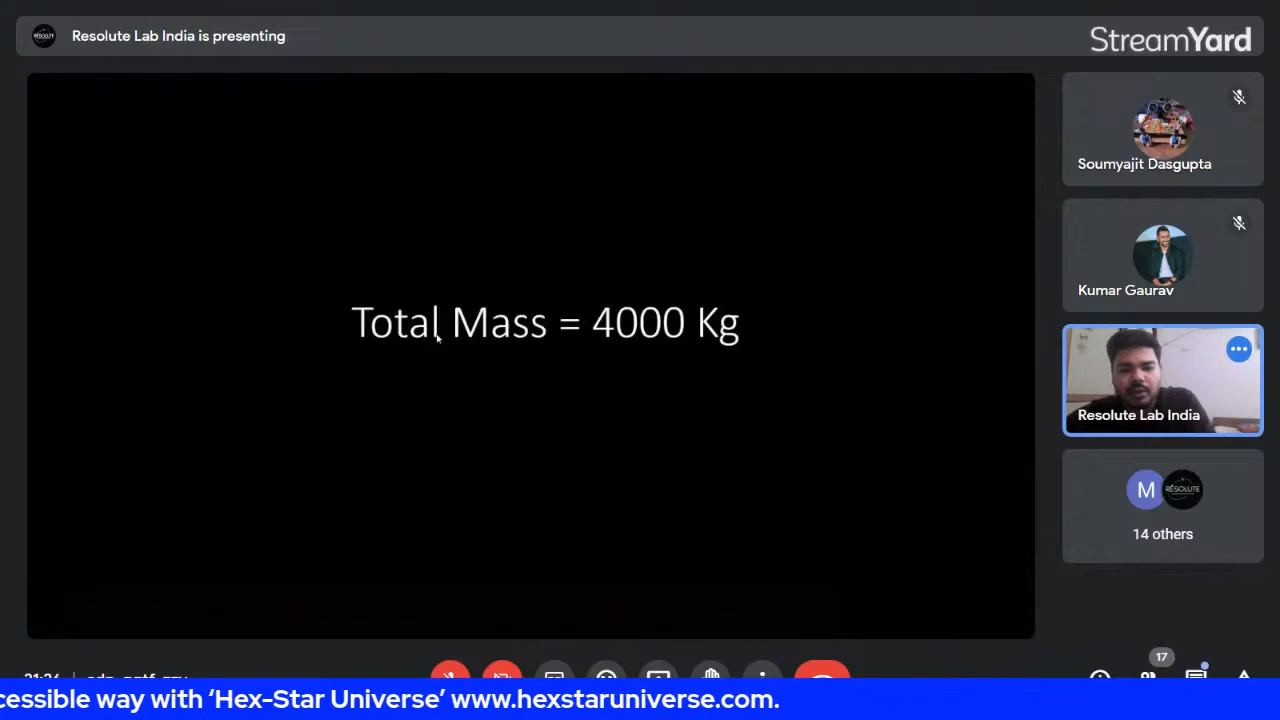 Resolute Lab India is presenting
StreamYard
Soumyajit Dasgupta
Total Mass = 4000 Kg
Kumar Gaurav
Resolute Lab India
M
RESOLUTE
14 others
17
cessible way with ‘Hex-Star Universe’ www.hexstaruniverse.com.